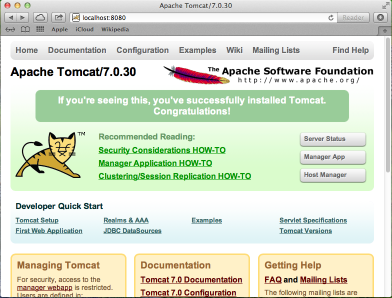 Apache Tomcat/7.0.30
localhost:8080
Reader
Apple iCloud Wikipedia
Home Documentation Configuration Examples Wiki Mailing Lists Find Help
Apache Tomcat/7.0.30
The Apache Software Foundation
http://www.apache.org/
If you're seeing this, you've successfully installed Tomcat.
Congratulations!
TM
Recommended Reading:
Security Considerations HOW-TO
Manager Application HOW-TO
Clustering/Session Replication HOW-TO
Server Status
Manager App
Host Manager
Developer Quick Start
Tomcat Setup Realms & AAA Examples Servlet Specifications
First Web Application JDBC DataSources Tomcat Versions
Managing Tomcat
For security, access to the
manager webapp is restricted.
Users are defined in:
Documentation
Tomcat 7.0 Documentation
Tomcat 7.0 Configuration
Getting Help
FAQ and Mailing Lists
The following mailing lists are